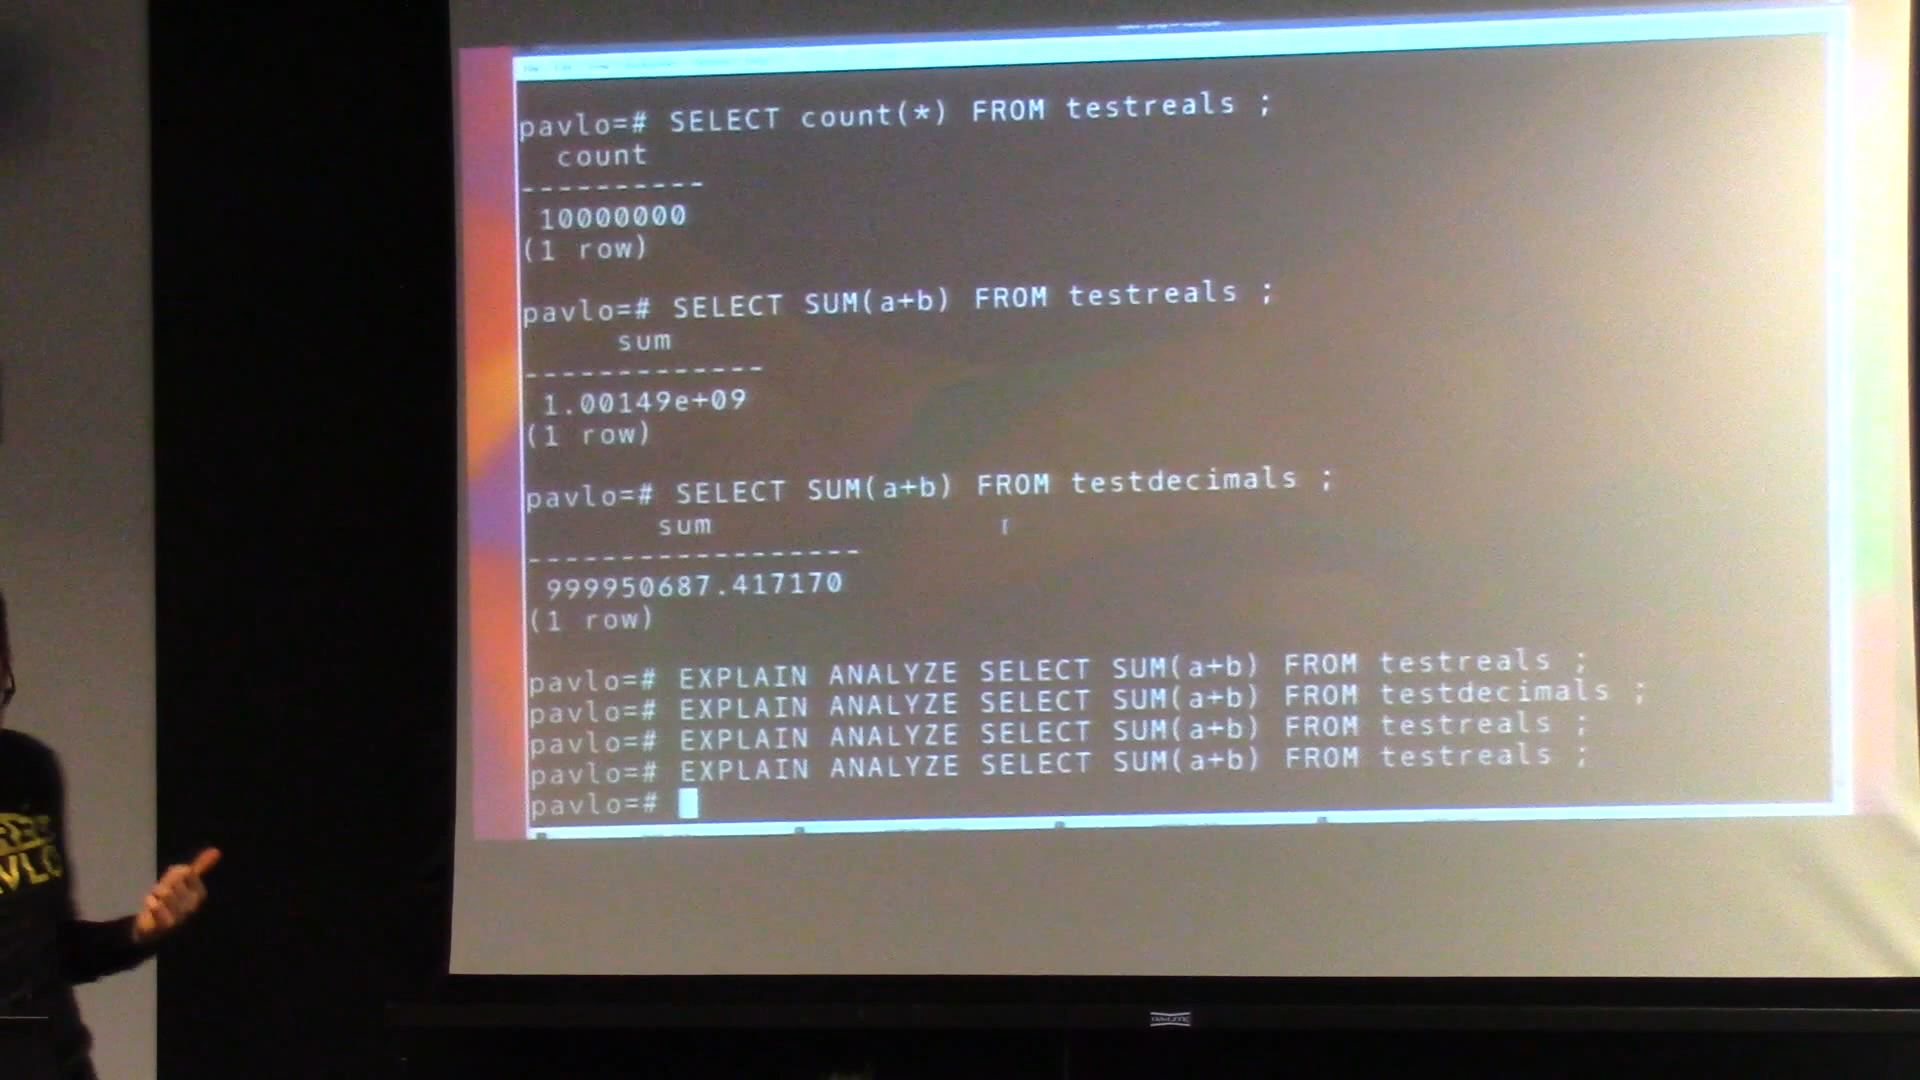 pavlo=# SELECT count(*) FROM testreals ;
count
----------
10000000
(1 row)
pavlo=# SELECT SUM(a+b) FROM testreals ;
sum
-------------
1.00149e+09
(1 row)
pavlo=# SELECT SUM(a+b) FROM testdecimals ;
sum
------------------
999950687.417170
(1 row)
pavlo=# EXPLAIN ANALYZE SELECT SUM(a+b) FROM testreals ;
pavlo=# EXPLAIN ANALYZE SELECT SUM(a+b) FROM testdecimals ;
pavlo=# EXPLAIN ANALYZE SELECT SUM(a+b) FROM testreals ;
pavlo=# EXPLAIN ANALYZE SELECT SUM(a+b) FROM testreals ;
pavlo=#